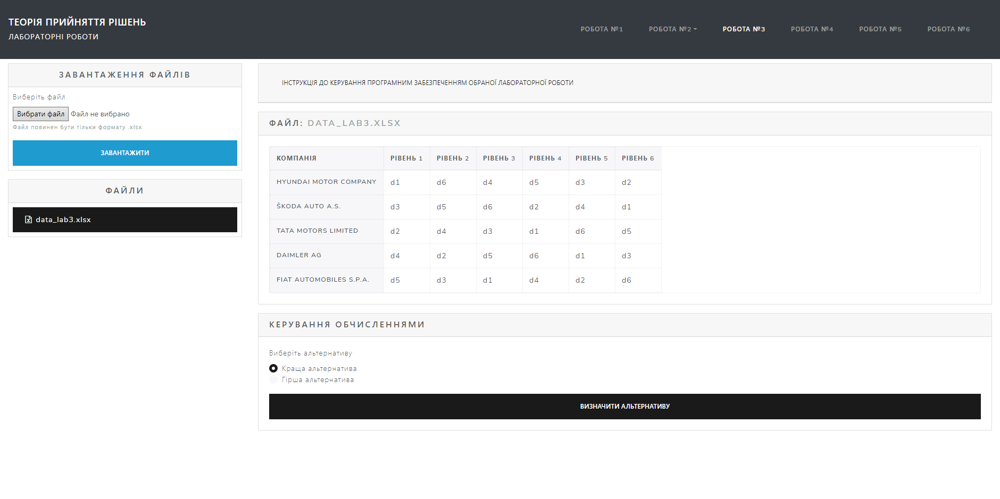 ТЕОРІЯ ПРИЙНЯТТЯ РІШЕНЬ
ЛАБОРАТОРНІ РОБОТИ
РОБОТА №1 РОБОТА №2 РОБОТА №3 РОБОТА №4 РОБОТА №5 РОБОТА №6
ЗАВАНТАЖЕННЯ ФАЙЛІВ
Виберіть файл
Вибрати файл Файл не вибрано
Файл повинен бути тільки формату .xlsx
ЗАВАНТАЖИТИ
ФАЙЛИ
data_lab3.xlsx
ІНСТРУКЦІЯ ДО КЕРУВАННЯ ПРОГРАМНИМ ЗАБЕЗПЕЧЕННЯМ ОБРАНОЇ ЛАБОРАТОРНОЇ РОБОТИ
ФАЙЛ: DATA_LAB3.XLSX
КОМПАНІЯ РІВЕНЬ 1 РІВЕНЬ 2 РІВЕНЬ 3 РІВЕНЬ 4 РІВЕНЬ 5 РІВЕНЬ 6
HYUNDAI MOTOR COMPANY d1 d6 d4 d5 d3 d2
ŠKODA AUTO A.S. d3 d5 d6 d2 d4 d1
TATA MOTORS LIMITED d2 d4 d3 d1 d6 d5
DAIMLER AG d4 d2 d5 d6 d1 d3
FIAT AUTOMOBILES S.P.A. d5 d3 d1 d4 d2 d6
КЕРУВАННЯ ОБЧИСЛЕННЯМИ
Виберіть альтернативу
Краща альтернатива
Гірша альтернатива
ВИЗНАЧИТИ АЛЬТЕРНАТИВУ